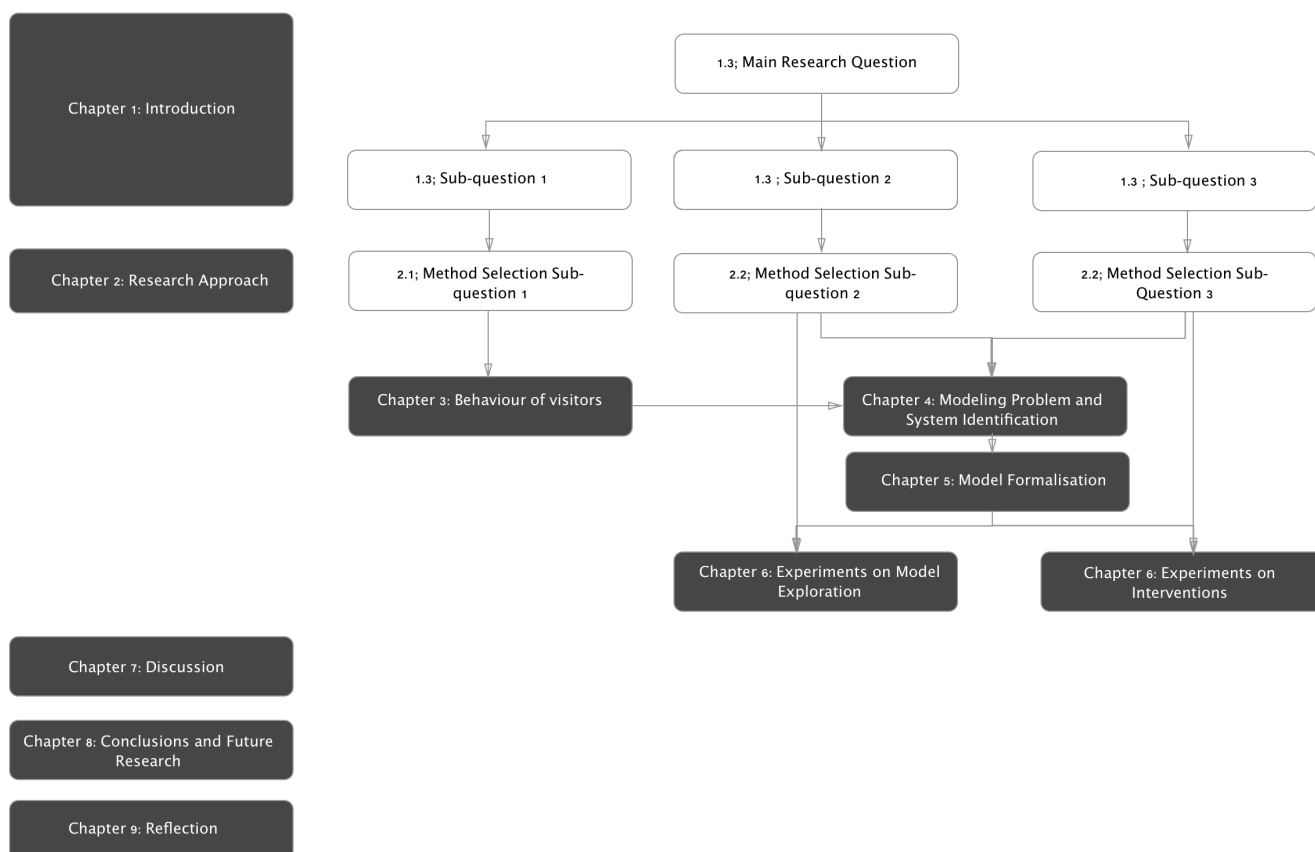 1.3; Main Research Question
Chapter 1: Introduction
1.3; Sub-question 1
1.3 ; Sub-question 2
1.3 ; Sub-question 3
Chapter 2: Research Approach
2.1; Method Selection Sub-
question 1
2.2; Method Selection Sub-
question 2
2.2; Method Selection Sub-
Question 3
Chapter 3: Behaviour of visitors
Chapter 4: Modeling Problem and
System Identification
Chapter 5: Model Formalisation
Chapter 6: Experiments on Model
Exploration
Chapter 6: Experiments on
Interventions
Chapter 7: Discussion
Chapter 8: Conclusions and Future
Research
Chapter 9: Reflection